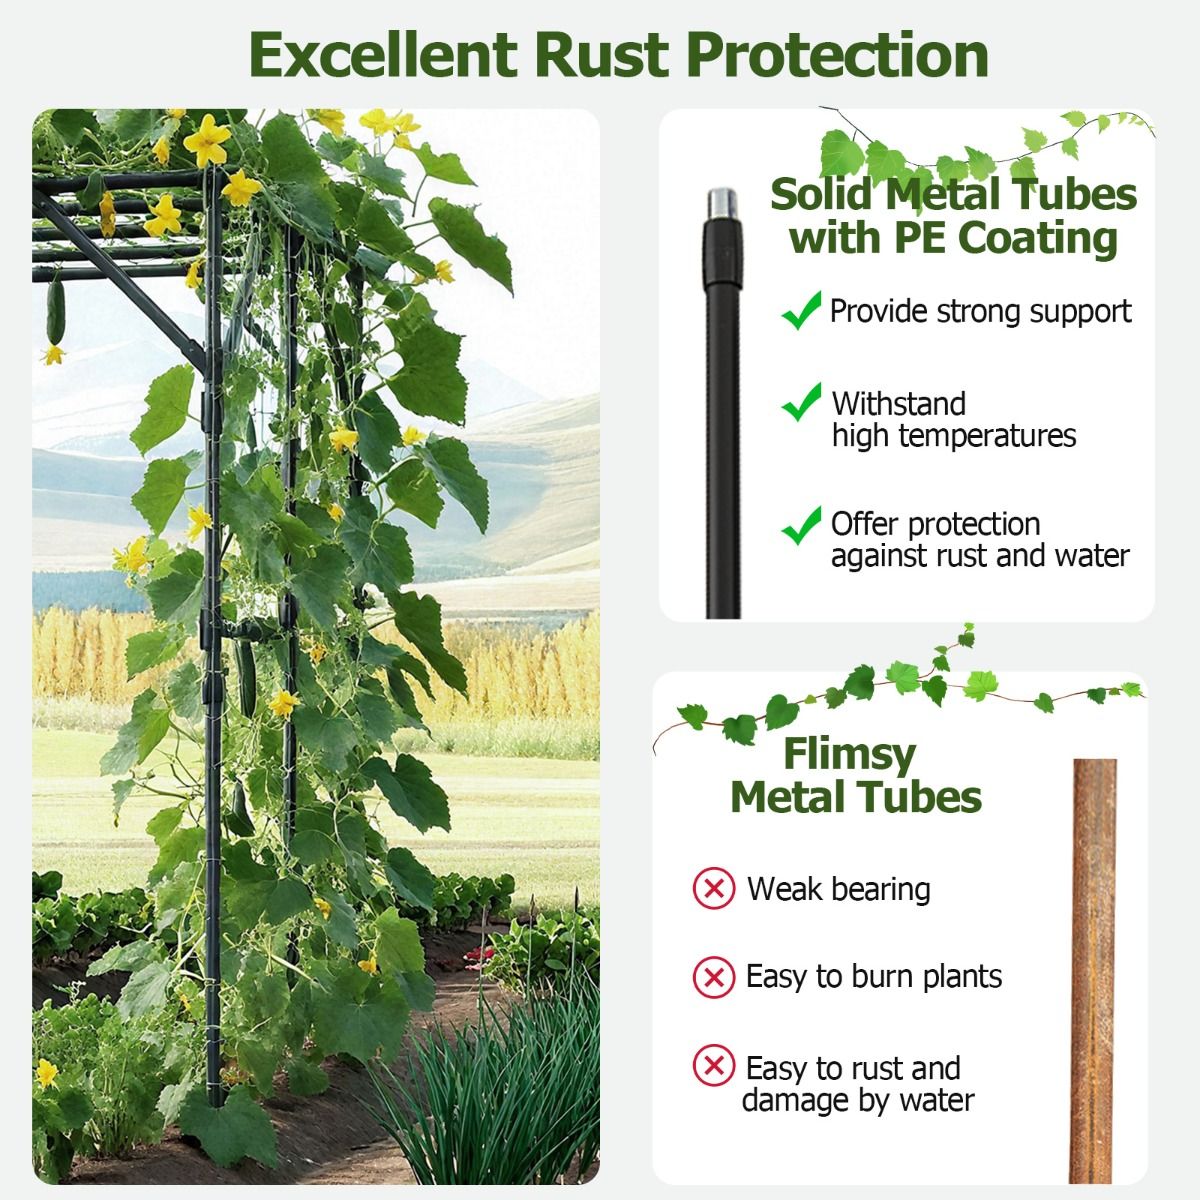 Excellent Rust Protection
Solid Metal Tubes
with PE Coating
Provide strong support
Withstand
high temperatures
Offer protection
against rust and water
Flimsy
Metal Tubes
Weak bearing
Easy to burn plants
Easy to rust and
damage by water